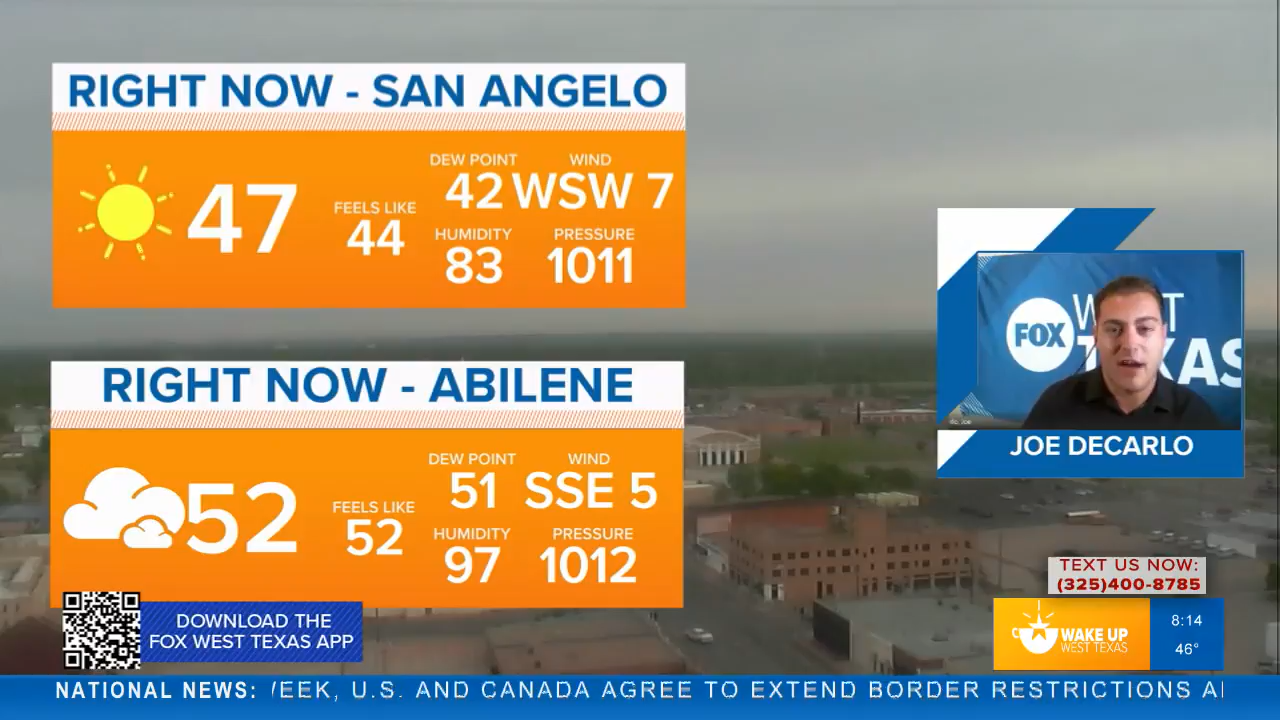 RIGHT NOW - SAN ANGELO
47
FEELS LIKE
44
DEW POINT
42
WIND
WSW 7
HUMIDITY
83
PRESSURE
1011
RIGHT NOW - ABILENE
52
FEELS LIKE
52
DEW POINT
51
WIND
SSE 5
HUMIDITY
97
PRESSURE
1012
FOX
TEXAS
JOE DECARLO
TEXT US NOW:
(325)400-8785
WAKE UP
WEST TEXAS
8:14
46°
DOWNLOAD THE
FOX WEST TEXAS APP
NATIONAL NEWS: EEK, U.S. AND CANADA AGREE TO EXTEND BORDER RESTRICTIONS